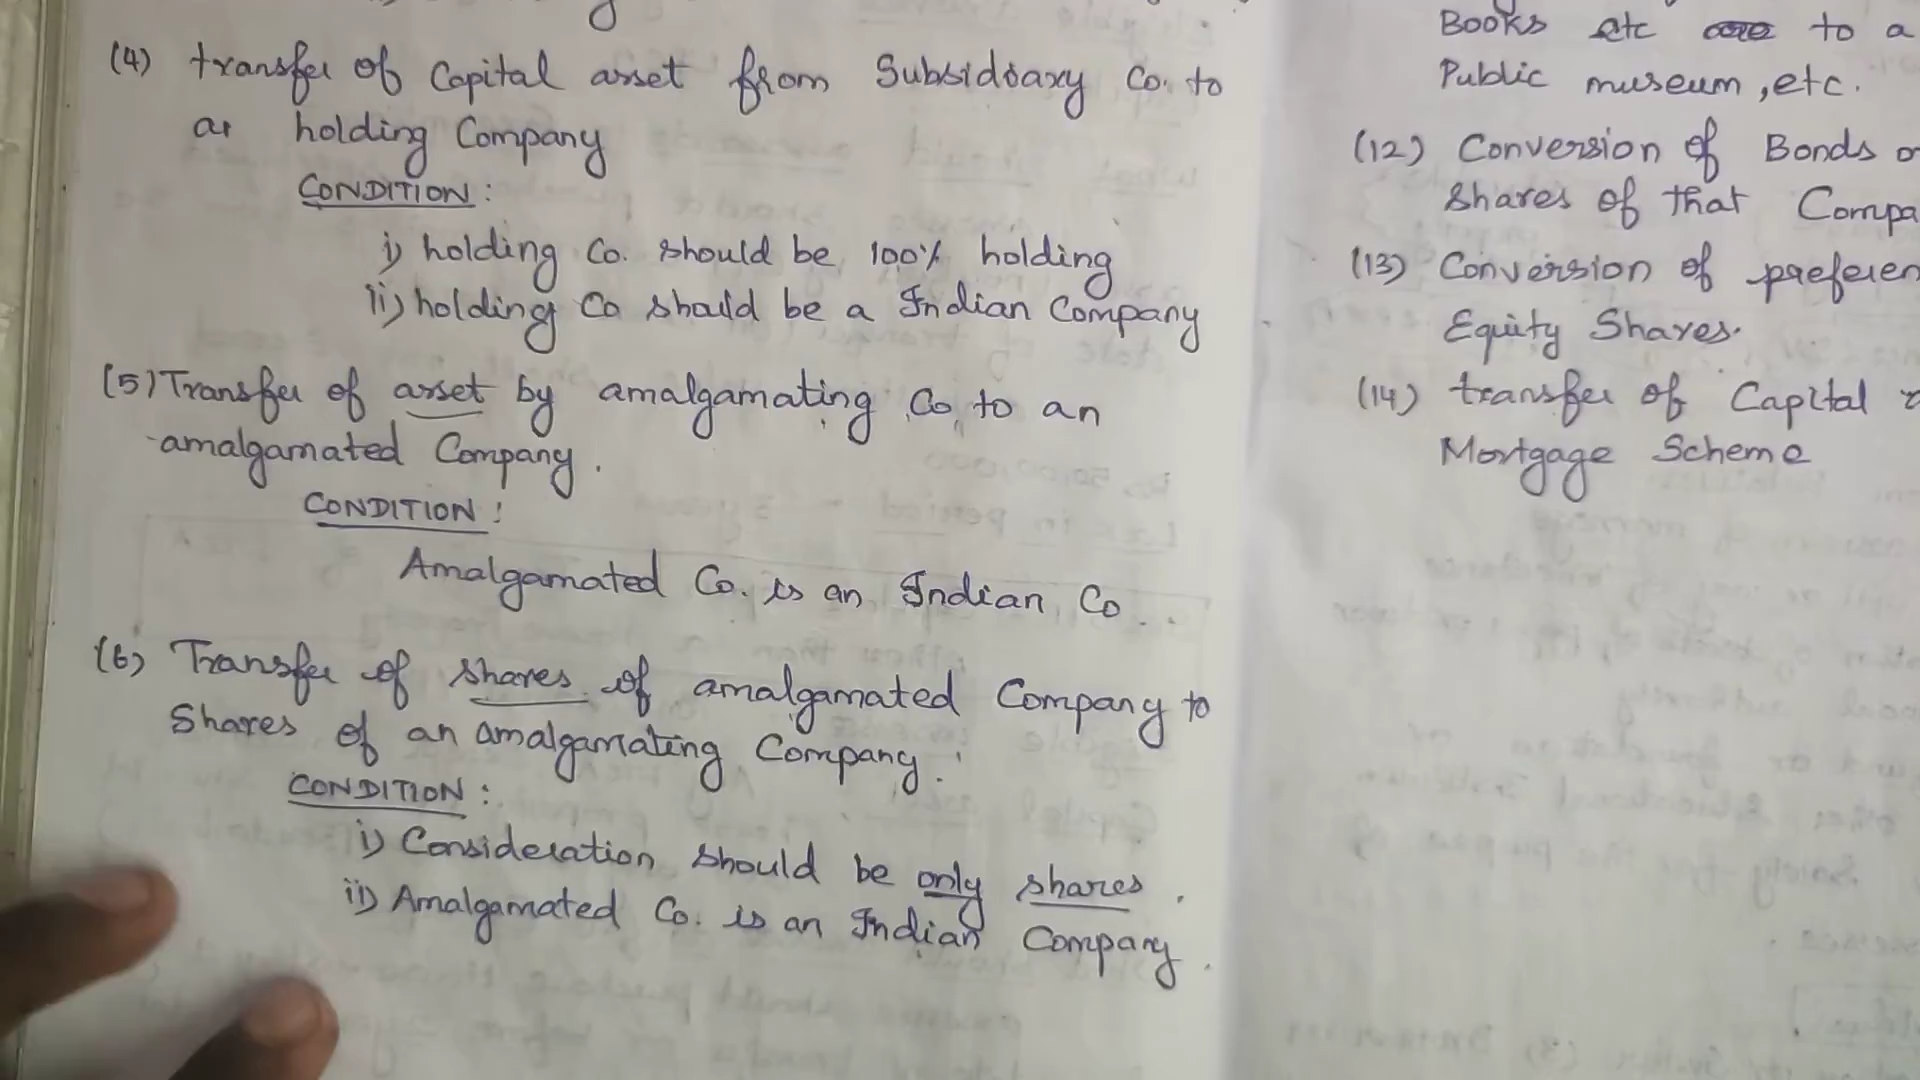 (4) transfer of Capital asset from Subsidiary Co. to
a holding Company
CONDITION :
i) holding Co. should be 100% holding
ii) holding Co should be a Indian Company
(5) Transfer of asset by amalgamating Co, to an
amalgamated Company.
CONDITION :
Amalgamated Co. is an Indian Co.
(6) Transfer of shares of amalgamated Company to
Shares of an amalgamating Company.
CONDITION :
i) Consideration should be only shares.
ii) Amalgamated Co. is an Indian Company.
Books etc to a
Public museum, etc.
(12) Conversion of Bonds
Shares of that Compa
(13) Conversion of preferen
Equity Shares.
(14) transfer of Capital
Mortgage Scheme